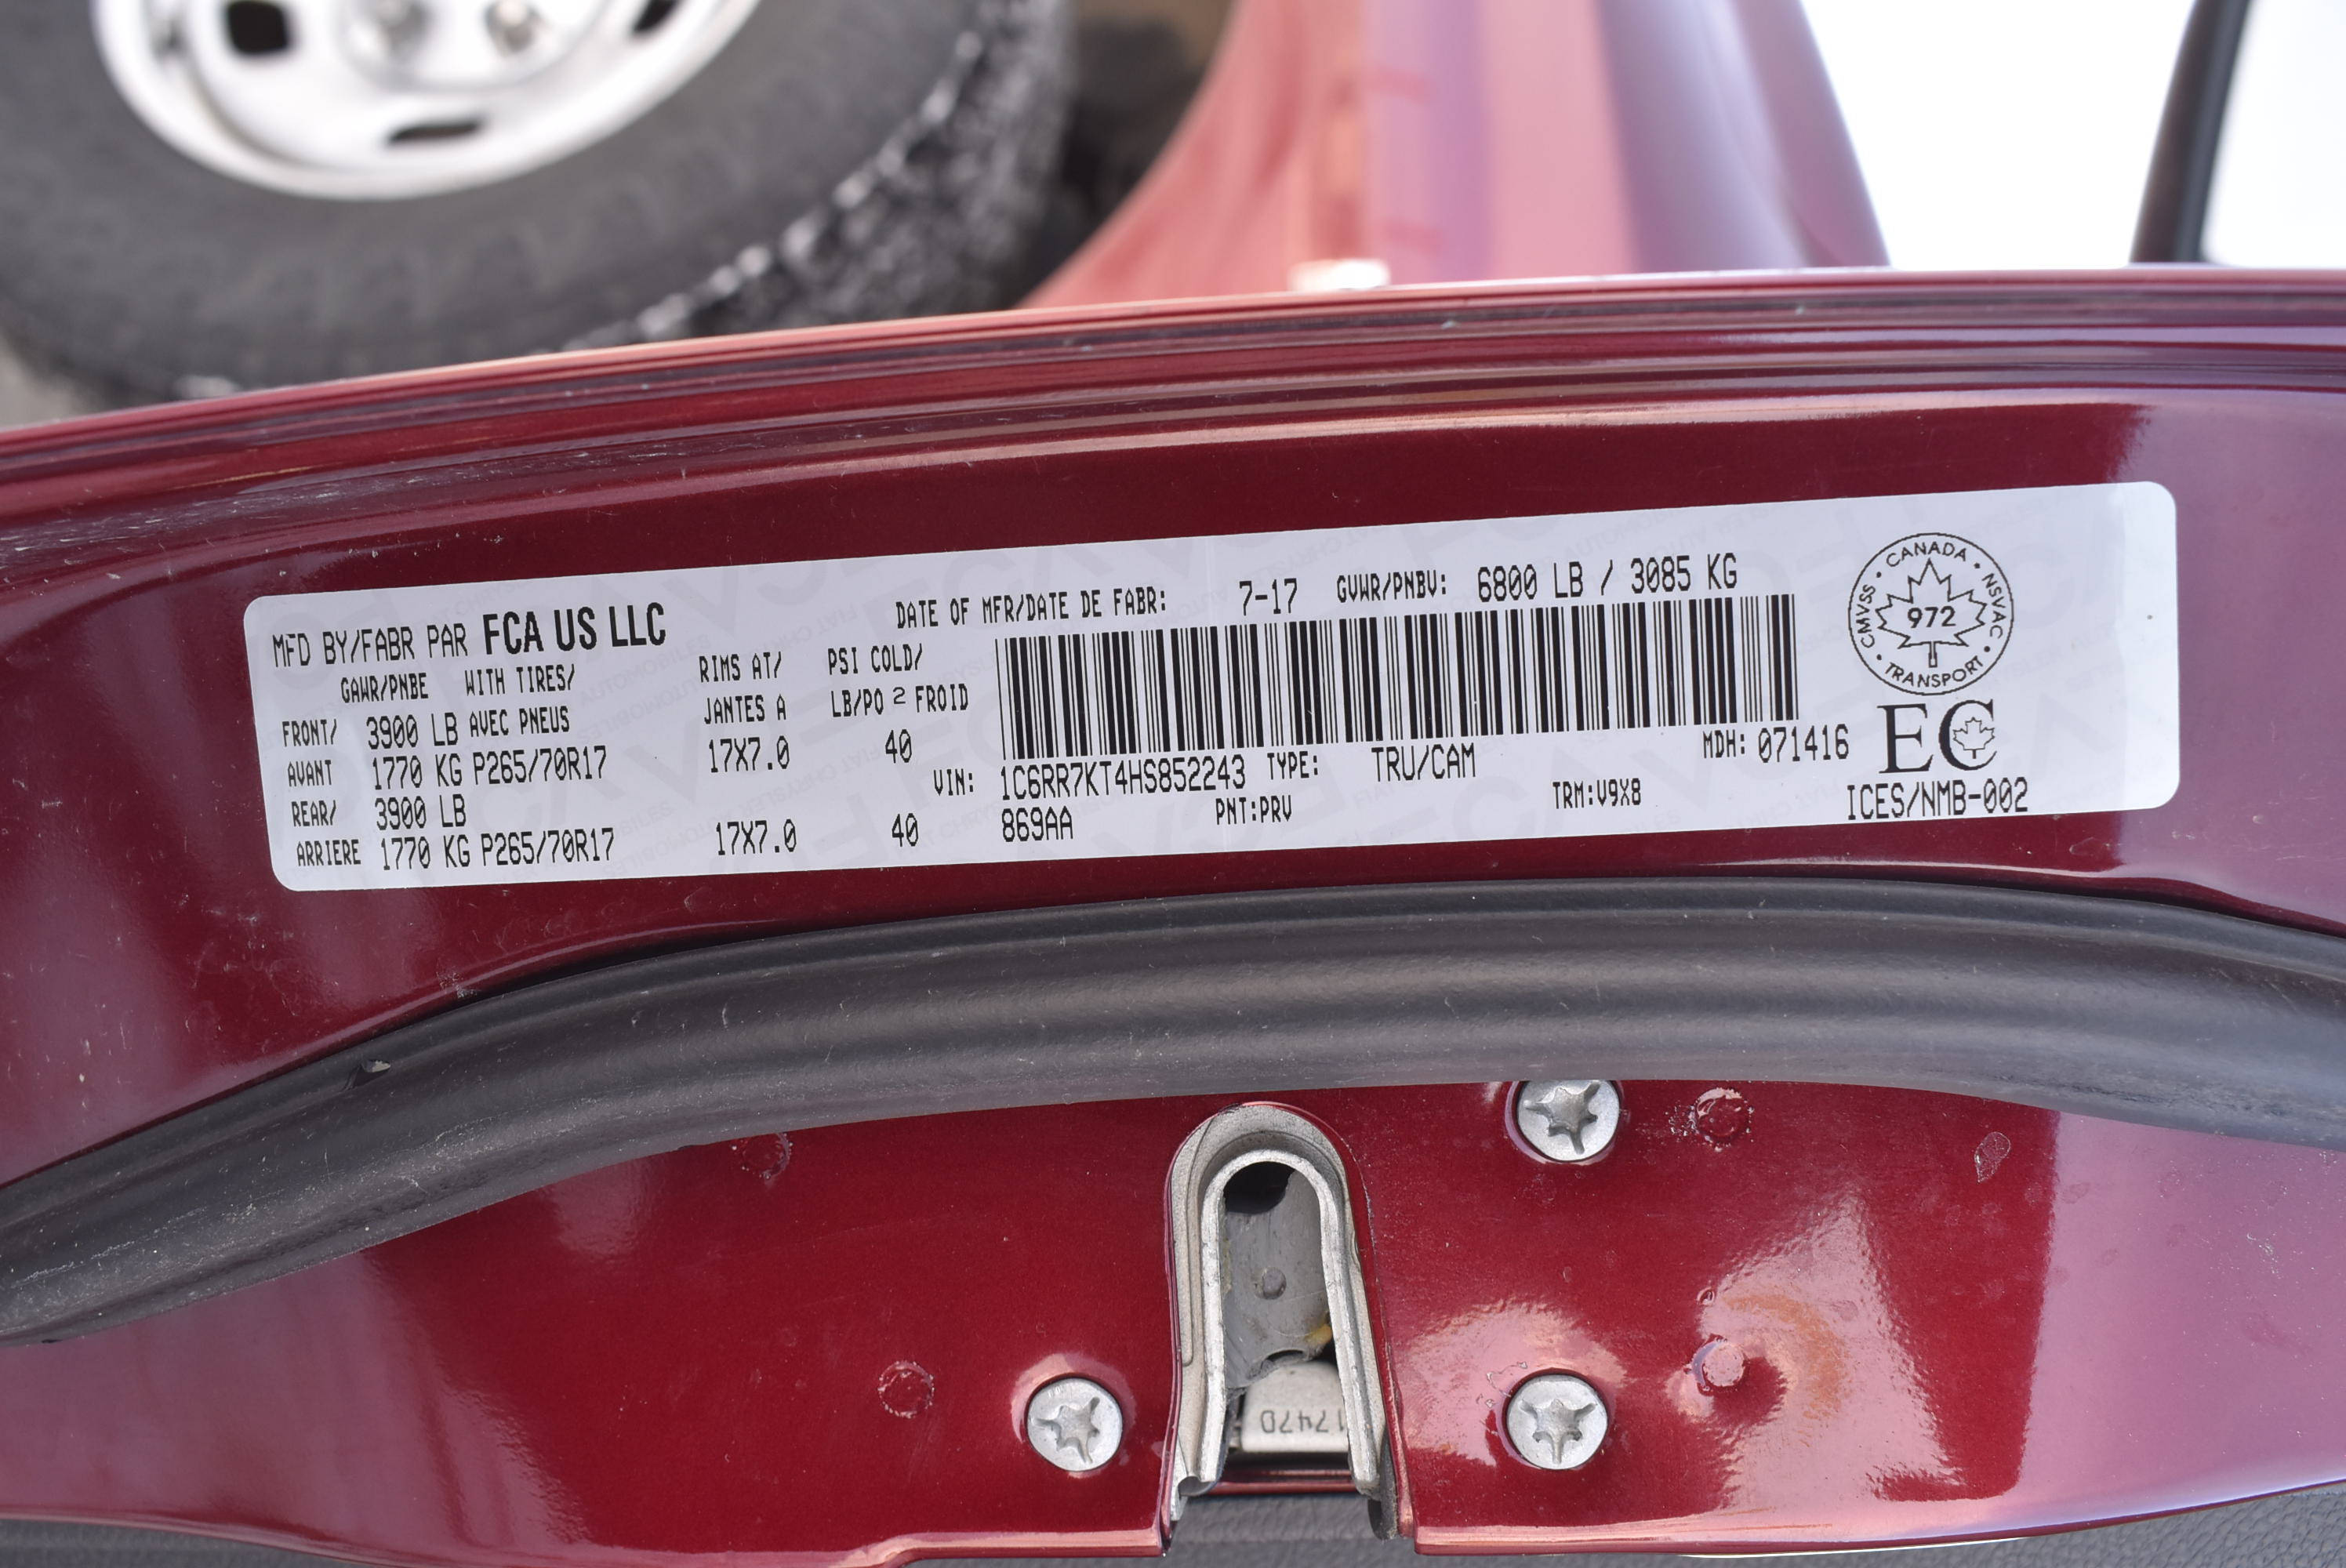 MFD BY/FABR PAR FCA US LLC DATE OF MFR/DATE DE FABR: 7-17 GVWR/PNBV: 6800 LB / 3085 KG
GAWR/PNBE WITH TIRES/ RIMS AT/ PSI COLD/
FRONT/ 3900 LB AVEC PNEUS JANTES A LB/PO 2 FROID
AVANT 1770 KG P265/70R17 17X7.0 40
REAR/ 3900 LB
ARRIERE 1770 KG P265/70R17 17X7.0 40
VIN: 1C6RR7KT4HS852243 TYPE: TRU/CAM MDH: 071416
869AA PNT:PRV TRM:V9X8
CANADA • NSVAC • TRANSPORT • CMVSS •
972
EC
ICES/NMB-002
1747D